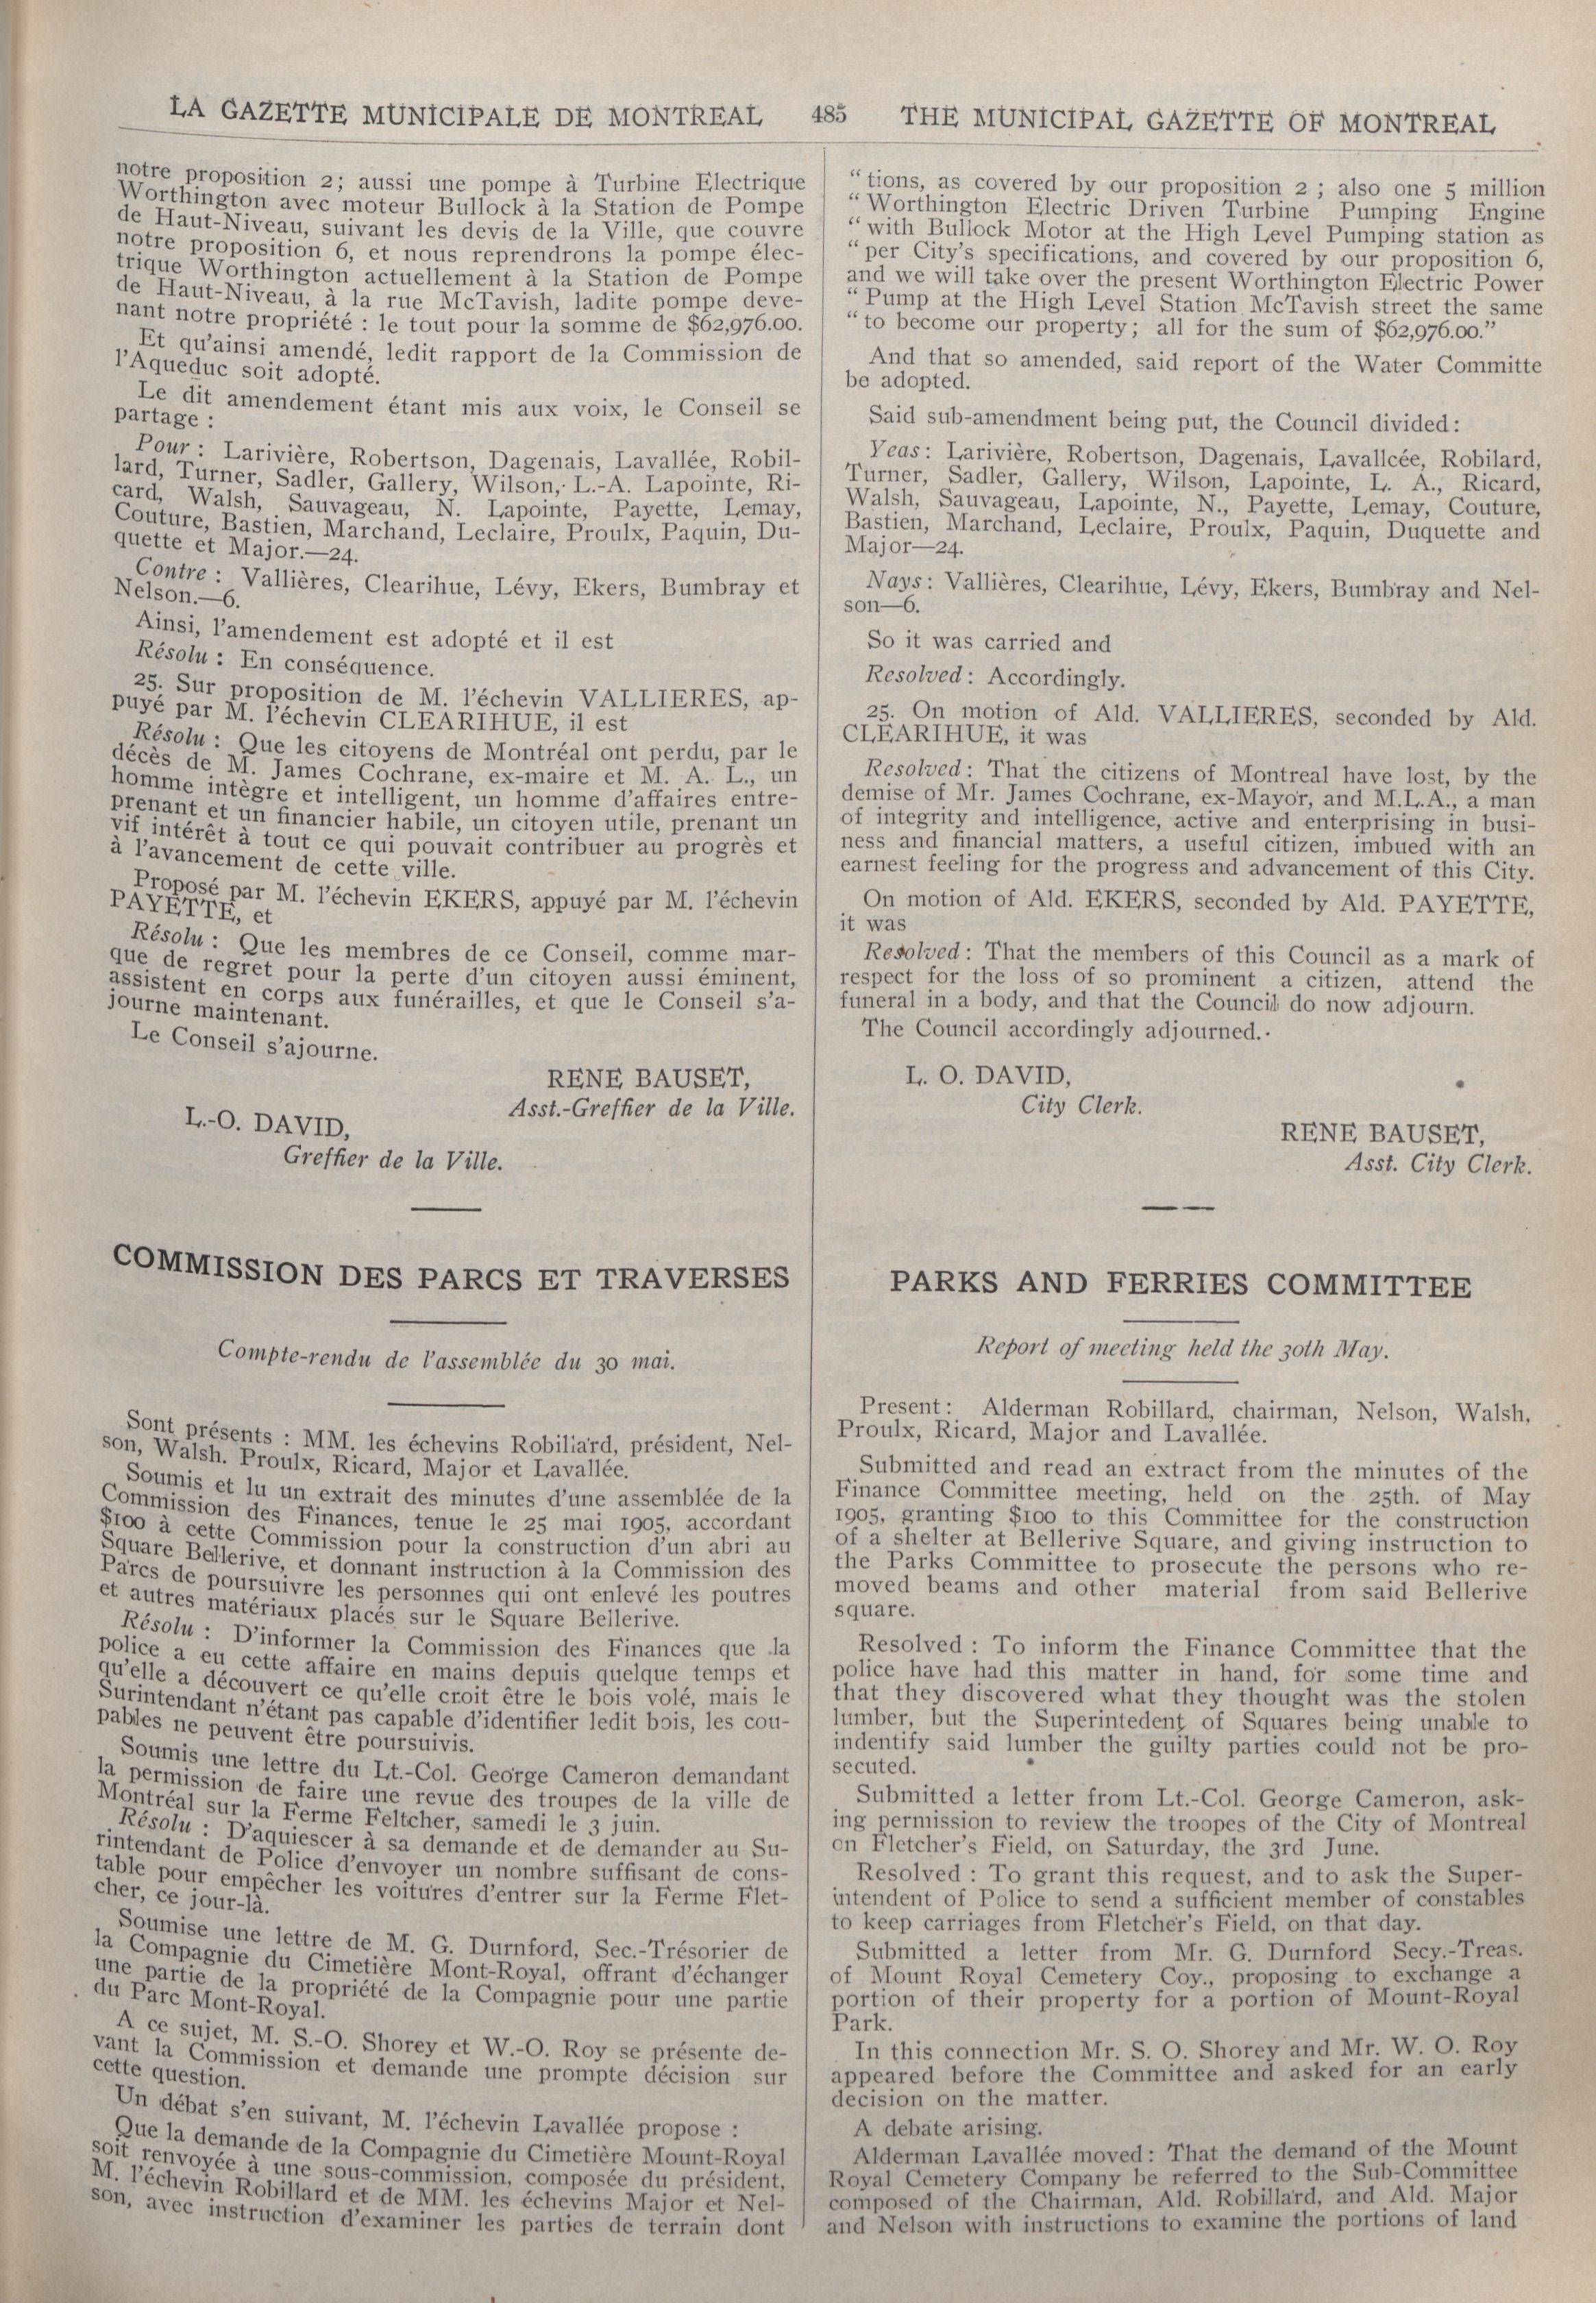 LA GAZETTE MUNICIPALE DE MONTREAL 485 THE MUNICIPAL GAZETTE OF MONTREAL
notre proposition 2; aussi une pompe à Turbine Electrique
Worthington avec moteur Bullock à la Station de Pompe
de Haut-Niveau, suivant les devis de la Ville, que couvre
notre proposition 6, et nous reprendrons la pompe élec-
trique Worthington actuellement à la Station de Pompe
de Haut-Niveau, à la rue McTavish, ladite pompe deve-
nant notre propriété : le tout pour la somme de $62,976.00.
Et qu'ainsi amendé, ledit rapport de la Commission de
l'Aqueduc soit adopté.
Le dit amendement étant mis aux voix, le Conseil se
partage :
Pour : Larivière, Robertson, Dagenais, Lavallée, Robil-
lard, Turner, Sadler, Gallery, Wilson, L.-A. Lapointe, Ri-
card, Walsh, Sauvageau, N. Lapointe, Payette, Lemay,
Couture, Bastien, Marchand, Leclaire, Proulx, Paquin, Du-
quette et Major.—24.
Contre : Vallières, Clearihue, Lévy, Ekers, Bumbray et
Nelson.—6.
Ainsi, l'amendement est adopté et il est
Résolu : En conséquence.
25. Sur proposition de M. l'échevin VALLIERES, ap-
puyé par M. l'échevin CLEARIHUE, il est
Résolu : Que les citoyens de Montréal ont perdu, par le
décès de M. James Cochrane, ex-maire et M. A. L., un
homme intègre et intelligent, un homme d'affaires entre-
prenant et un financier habile, un citoyen utile, prenant un
vif intérêt à tout ce qui pouvait contribuer au progrès et
à l'avancement de cette ville.
Proposé par M. l'échevin EKERS, appuyé par M. l'échevin
PAYETTE, et
Résolu : Que les membres de ce Conseil, comme mar-
que de regret pour la perte d'un citoyen aussi éminent,
assistent en corps aux funérailles, et que le Conseil s'a-
journe maintenant.
Le Conseil s'ajourne.
RENE BAUSET,
Asst.-Greffier de la Ville.
L.-O. DAVID,
Greffier de la Ville.
COMMISSION DES PARCS ET TRAVERSES
Compte-rendu de l'assemblée du 30 mai.
Sont présents : MM. les échevins Robillard, président, Nel-
son, Walsh. Proulx, Ricard, Major et Lavallée.
Soumis et lu un extrait des minutes d'une assemblée de la
Commission des Finances, tenue le 25 mai 1905, accordant
$100 à cette Commission pour la construction d'un abri au
Square Bellerive, et donnant instruction à la Commission des
Parcs de poursuivre les personnes qui ont enlevé les poutres
et autres matériaux placés sur le Square Bellerive.
Résolu : D'informer la Commission des Finances que la
police a eu cette affaire en mains depuis quelque temps et
qu'elle a découvert ce qu'elle croit être le bois volé, mais le
Surintendant n'étant pas capable d'identifier ledit bois, les cou-
pables ne peuvent être poursuivis.
Soumis une lettre du Lt.-Col. George Cameron demandant
la permission de faire une revue des troupes de la ville de
Montréal sur la Ferme Feltcher, samedi le 3 juin.
Résolu : D'aquiescer à sa demande et de demander au Su-
rintendant de Police d'envoyer un nombre suffisant de cons-
table pour empêcher les voitures d'entrer sur la Ferme Flet-
cher, ce jour-là.
Soumise une lettre de M. G. Durnford, Sec.-Trésorier de
la Compagnie du Cimetière Mont-Royal, offrant d'échanger
une partie de la propriété de la Compagnie pour une partie
du Parc Mont-Royal.
A ce sujet, M. S.-O. Shorey et W.-O. Roy se présente de-
vant la Commission et demande une prompte décision sur
cette question.
Un débat s'en suivant, M. l'échevin Lavallée propose :
Que la demande de la Compagnie du Cimetière Mount-Royal
soit renvoyée à une sous-commission, composée du président,
M. l'échevin Robillard et de MM. les échevins Major et Nel-
son, avec instruction d'examiner les parties de terrain dont
" tions, as covered by our proposition 2 ; also one 5 million
" Worthington Electric Driven Turbine Pumping Engine
" with Bullock Motor at the High Level Pumping station as
" per City's specifications, and covered by our proposition 6,
and we will take over the present Worthington Electric Power
" Pump at the High Level Station McTavish street the same
" to become our property; all for the sum of $62,976.00."
And that so amended, said report of the Water Committe
be adopted.
Said sub-amendment being put, the Council divided:
Yeas: Larivière, Robertson, Dagenais, Lavallcée, Robilard,
Turner, Sadler, Gallery, Wilson, Lapointe, L. A., Ricard,
Walsh, Sauvageau, Lapointe, N., Payette, Lemay, Couture,
Bastien, Marchand, Leclaire, Proulx, Paquin, Duquette and
Major—24.
Nays: Vallières, Clearihue, Lévy, Ekers, Bumbray and Nel-
son—6.
So it was carried and
Resolved: Accordingly.
25. On motion of Ald. VALLIERES, seconded by Ald.
CLEARIHUE, it was
Resolved: That the citizens of Montreal have lost, by the
demise of Mr. James Cochrane, ex-Mayor, and M.L.A., a man
of integrity and intelligence, active and enterprising in busi-
ness and financial matters, a useful citizen, imbued with an
earnest feeling for the progress and advancement of this City.
On motion of Ald. EKERS, seconded by Ald. PAYETTE,
it was
Resolved: That the members of this Council as a mark of
respect for the loss of so prominent a citizen, attend the
funeral in a body, and that the Council do now adjourn.
The Council accordingly adjourned.
L. O. DAVID,
City Clerk.
RENE BAUSET,
Asst. City Clerk.
PARKS AND FERRIES COMMITTEE
Report of meeting held the 30th May.
Present: Alderman Robillard, chairman, Nelson, Walsh,
Proulx, Ricard, Major and Lavallée.
Submitted and read an extract from the minutes of the
Finance Committee meeting, held on the 25th. of May
1905, granting $100 to this Committee for the construction
of a shelter at Bellerive Square, and giving instruction to
the Parks Committee to prosecute the persons who re-
moved beams and other material from said Bellerive
square.
Resolved : To inform the Finance Committee that the
police have had this matter in hand, for some time and
that they discovered what they thought was the stolen
lumber, but the Superintedent of Squares being unable to
indentify said lumber the guilty parties could not be pro-
secuted.
Submitted a letter from Lt.-Col. George Cameron, ask-
ing permission to review the troopes of the City of Montreal
on Fletcher's Field, on Saturday, the 3rd June.
Resolved : To grant this request, and to ask the Super-
intendent of Police to send a sufficient member of constables
to keep carriages from Fletcher's Field, on that day.
Submitted a letter from Mr. G. Durnford Secy.-Treas.
of Mount Royal Cemetery Coy., proposing to exchange a
portion of their property for a portion of Mount-Royal
Park.
In this connection Mr. S. O. Shorey and Mr. W. O. Roy
appeared before the Committee and asked for an early
decision on the matter.
A debate arising.
Alderman Lavallée moved: That the demand of the Mount
Royal Cemetery Company be referred to the Sub-Committee
composed of the Chairman, Ald. Robillard, and Ald. Major
and Nelson with instructions to examine the portions of land